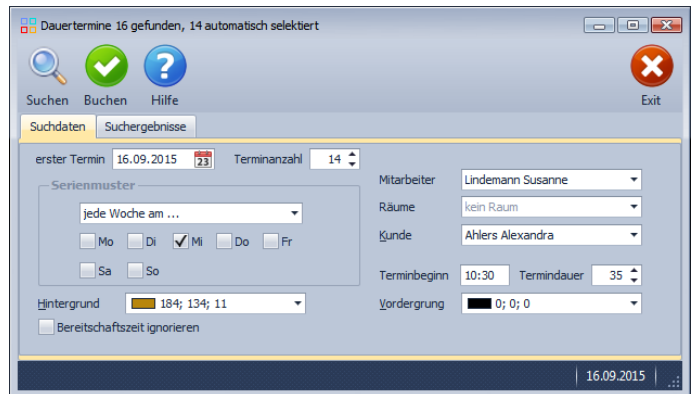 Dauertermine 16 gefunden, 14 automatisch selektiert
Suchen Buchen Hilfe Exit
Suchdaten Suchergebnisse
erster Termin 16.09.2015 23 Terminanzahl 14
Serienmuster
jede Woche am ...
Mo Di Mi Do Fr
Sa So
Hintergrund 184; 134; 11
Bereitschaftszeit ignorieren
Mitarbeiter Lindemann Susanne
Räume kein Raum
Kunde Ahlers Alexandra
Terminbeginn 10:30 Termindauer 35
Vordergrung 0; 0; 0
16.09.2015